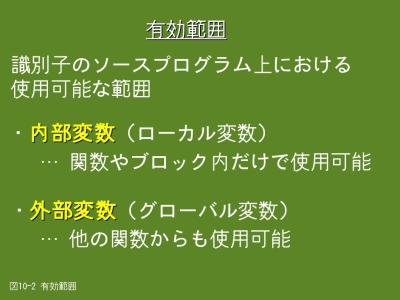 有効範囲
識別子のソースプログラム上における
使用可能な範囲
・内部変数（ローカル変数）
… 関数やブロック内だけで使用可能
・外部変数（グローバル変数）
… 他の関数からも使用可能
図10-2 有効範囲